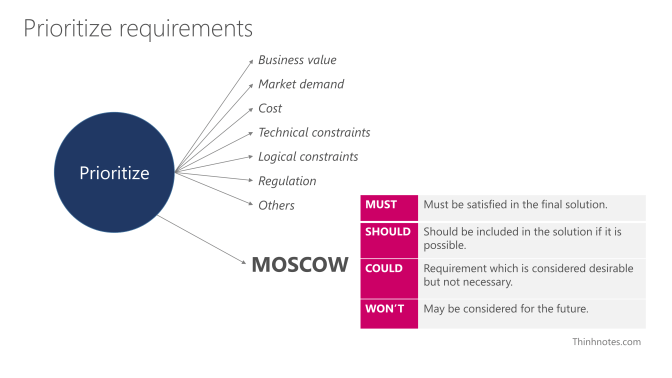 Prioritize requirements
Business value
Market demand
Cost
Technical constraints
Logical constraints
Regulation
Others
Prioritize
MOSCOW
MUST
Must be satisfied in the final solution.
SHOULD
Should be included in the solution if it is
possible.
COULD
Requirement which is considered desirable
but not necessary.
WON’T
May be considered for the future.
Thinhnotes.com